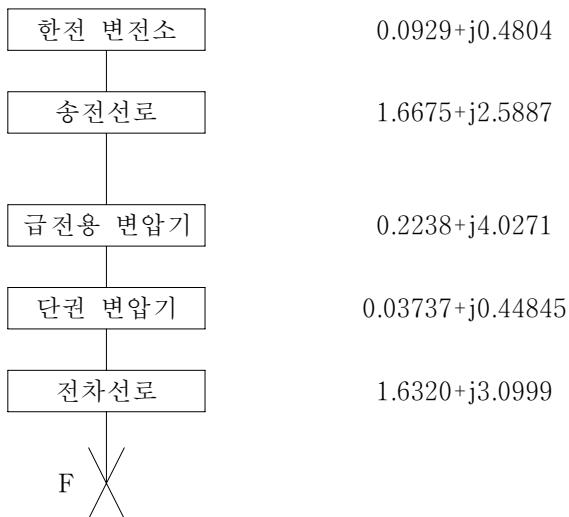 한전 변전소 0.0929+j0.4804
송전선로 1.6675+j2.5887
급전용 변압기 0.2238+j4.0271
단권 변압기 0.03737+j0.44845
전차선로 1.6320+j3.0999
F